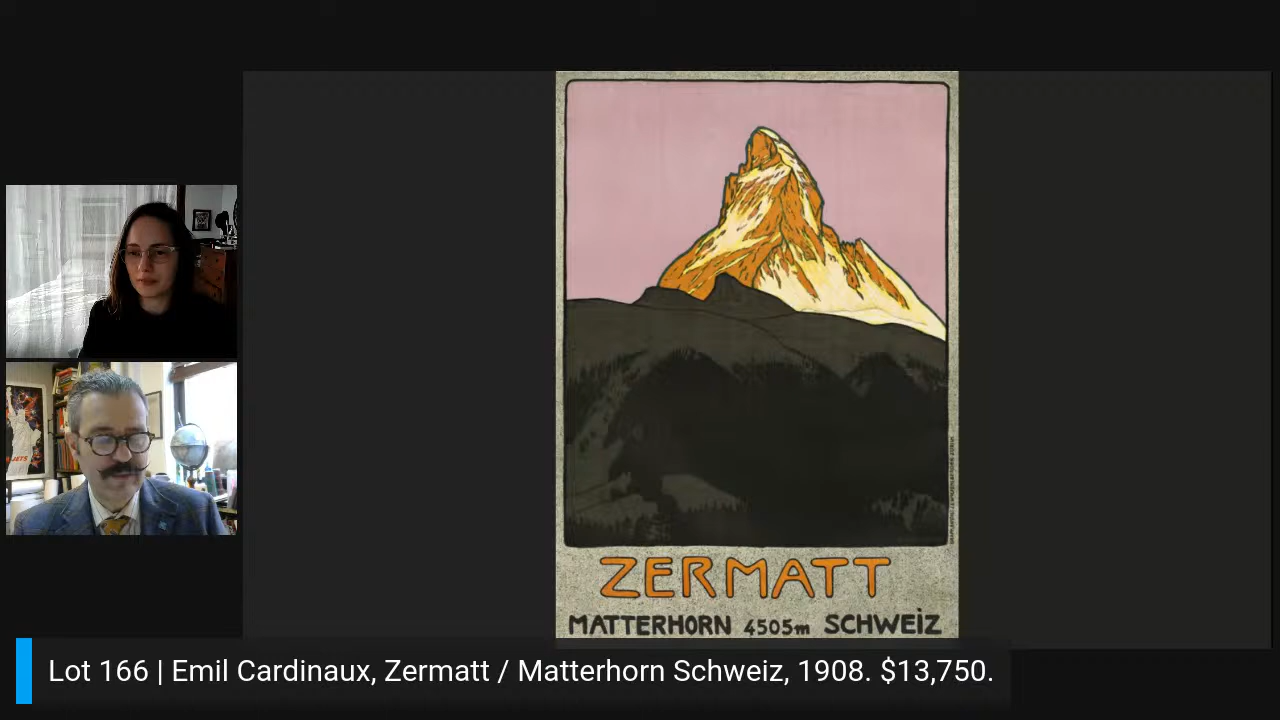 ZERMATT
MATTERHORN 4505m SCHWEIZ
Lot 166 | Emil Cardinaux, Zermatt / Matterhorn Schweiz, 1908. $13,750.